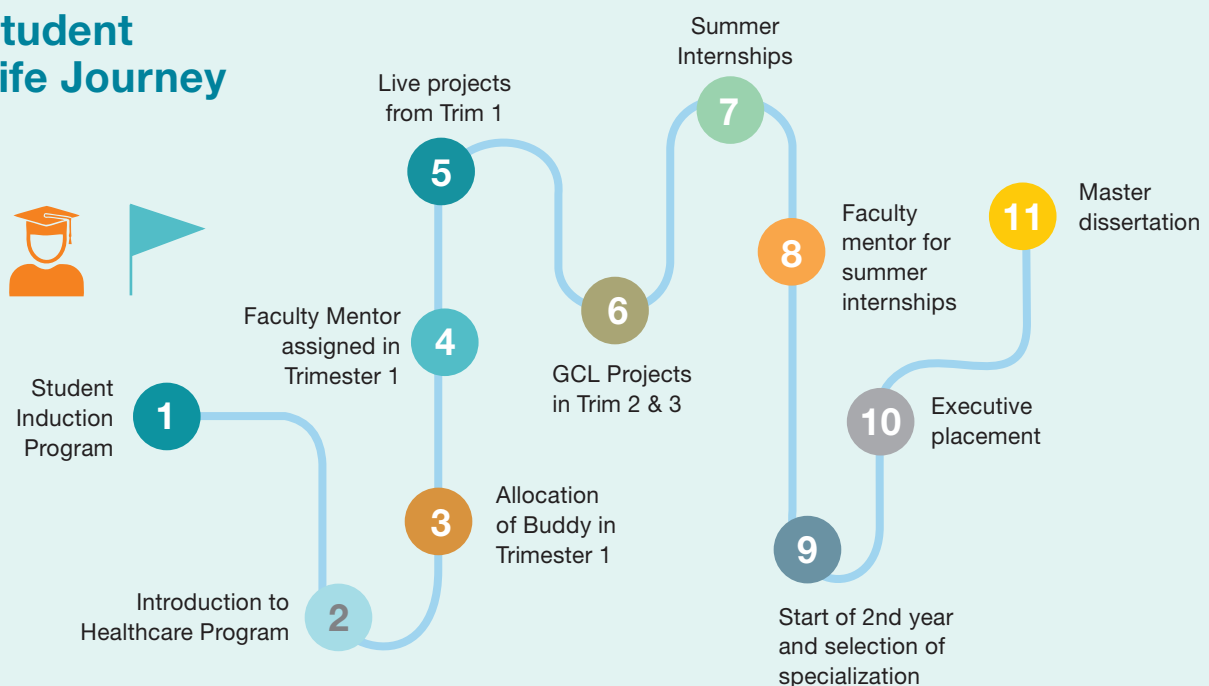 tudent
ife Journey
1
Student
Induction
Program
2
Introduction to
Healthcare Program
3
Allocation
of Buddy in
Trimester 1
4
Faculty Mentor
assigned in
Trimester 1
5
Live projects
from Trim 1
6
GCL Projects
in Trim 2 & 3
7
Summer
Internships
8
Faculty
mentor for
summer
internships
9
Start of 2nd year
and selection of
specialization
10
Executive
placement
11
Master
dissertation